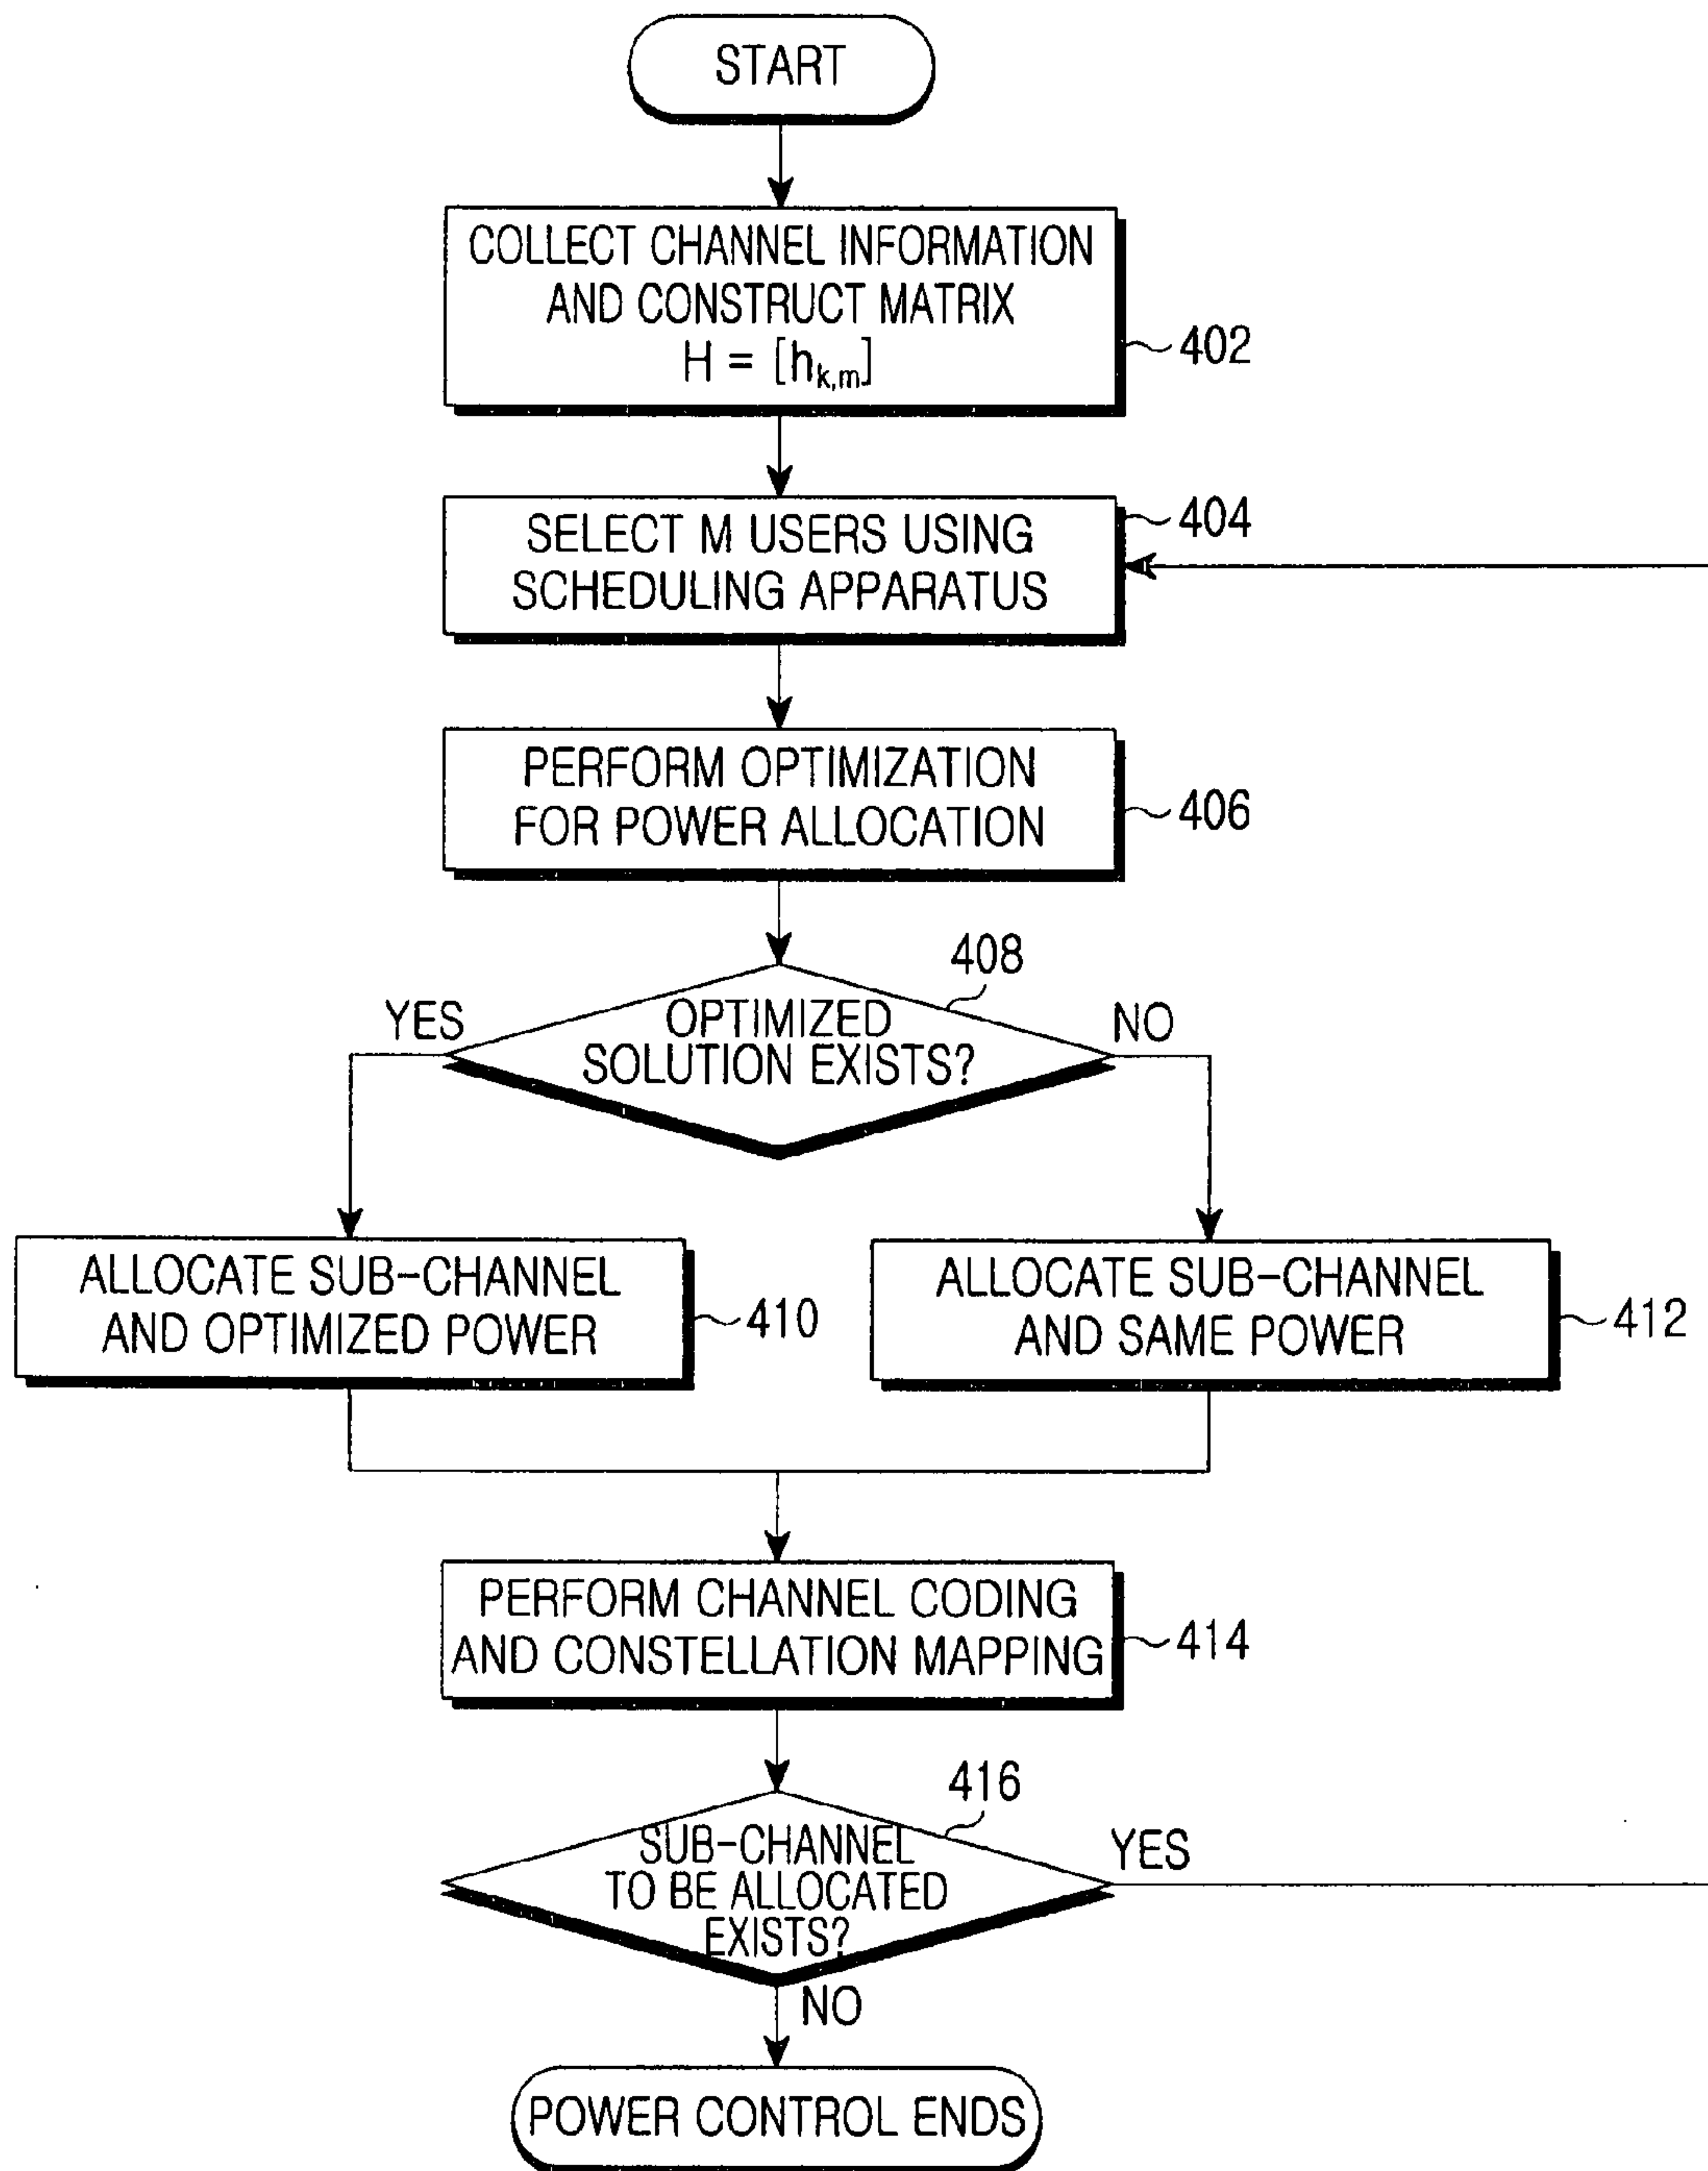 START
COLLECT CHANNEL INFORMATION
AND CONSTRUCT MATRIX
H = [h_{k,m}]
402
SELECT M USERS USING
SCHEDULING APPARATUS
404
PERFORM OPTIMIZATION
FOR POWER ALLOCATION
406
408
YES
OPTIMIZED
SOLUTION EXISTS?
NO
ALLOCATE SUB-CHANNEL
AND OPTIMIZED POWER
410
ALLOCATE SUB-CHANNEL
AND SAME POWER
412
PERFORM CHANNEL CODING
AND CONSTELLATION MAPPING
414
416
SUB-CHANNEL
TO BE ALLOCATED
EXISTS?
YES
NO
POWER CONTROL ENDS